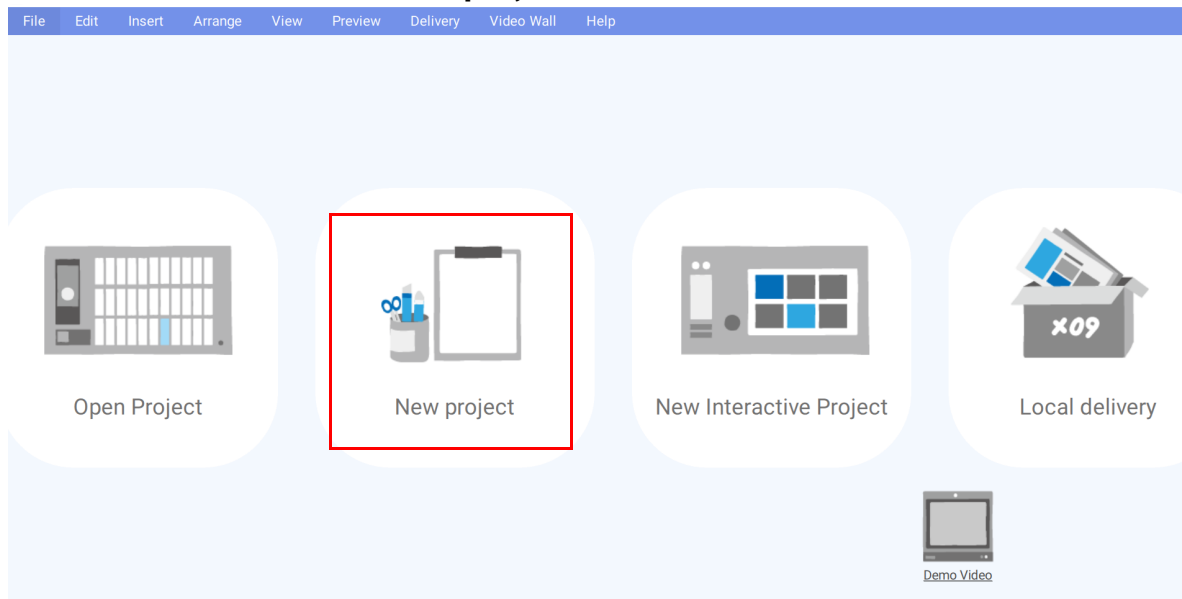 File Edit Insert Arrange View Preview Delivery Video Wall Help
x09
Open Project New project New Interactive Project Local delivery
Demo Video